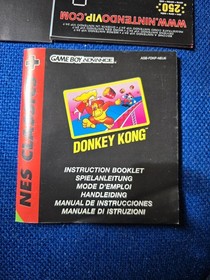 WWW.NINTENDOVIP.COM
250
GAME BOY ADVANCE
NES CLASSICS
DONKEY KONG
INSTRUCTION BOOKLET
SPIELANLEITUNG
MODE D'EMPLOI
HANDLEIDING
MANUAL DE INSTRUCCIONES
MANUALE DI ISTRUZIONI